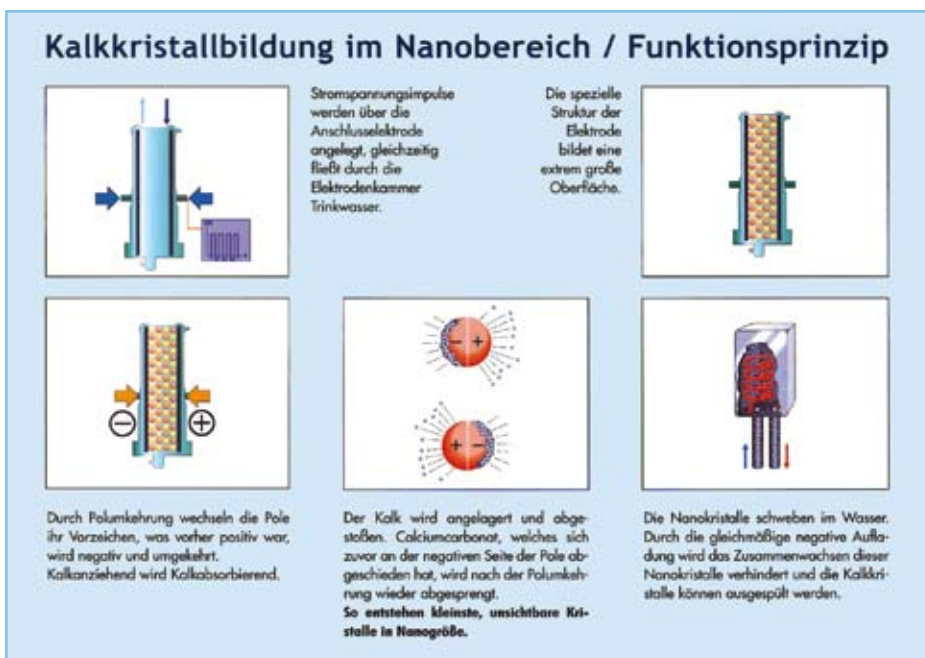 Kalkkristallbildung im Nanobereich / Funktionsprinzip
Stromspannungsimpulse
werden über die
Anschlusselektrode
angelegt, gleichzeitig
fließt durch die
Elektrodenkammer
Trinkwasser.
Die spezielle
Struktur der
Elektrode
bildet eine
extrem große
Oberfläche.
Durch Polumkehrung wechseln die Pole
ihr Vorzeichen, was vorher positiv war,
wird negativ und umgekehrt.
Kalkanziehend wird Kalkabsorbierend.
Der Kalk wird angelagert und abge-
stoßen. Calciumcarbonat, welches sich
zuvor an der negativen Seite der Pole ab-
geschieden hat, wird nach der Polumkeh-
rung wieder abgesprengt.
So entstehen kleinste, unsichtbare Kri-
stalle in Nanogröße.
Die Nanokristalle schweben im Wasser.
Durch die gleichmäßige negative Aufla-
dung wird das Zusammenwachsen dieser
Nanokristalle verhindert und die Kalkkri-
stalle können ausgespült werden.